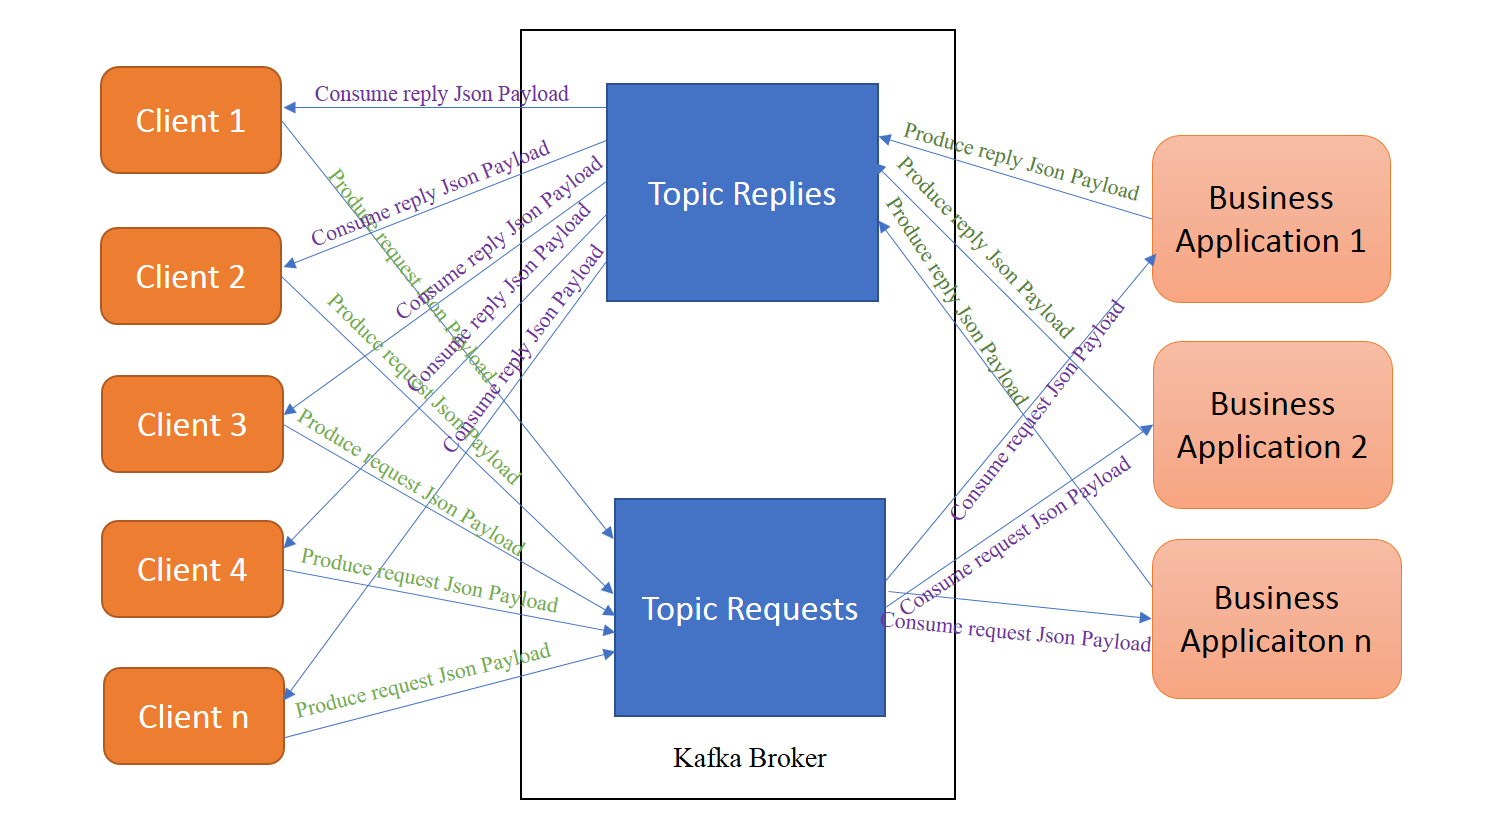 Client 1
Client 2
Client 3
Client 4
Client n
Consume reply Json Payload
Consume reply Json Payload
Consume reply Json Payload
Consume reply Json Payload
Consume reply Json Payload
Produce request Json Payload
Produce request Json Payload
Produce request Json Payload
Produce request Json Payload
Produce request Json Payload
Topic Replies
Topic Requests
Kafka Broker
Produce reply Json Payload
Produce reply Json Payload
Produce reply Json Payload
Consume request Json Payload
Consume request Json Payload
Consume request Json Payload
Business
Application 1
Business
Application 2
Business
Applicaiton n